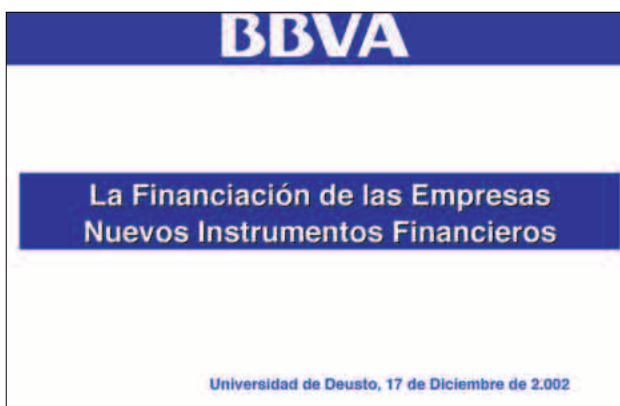 BBVA
La Financiación de las Empresas
Nuevos Instrumentos Financieros
Universidad de Deusto, 17 de Diciembre de 2.002